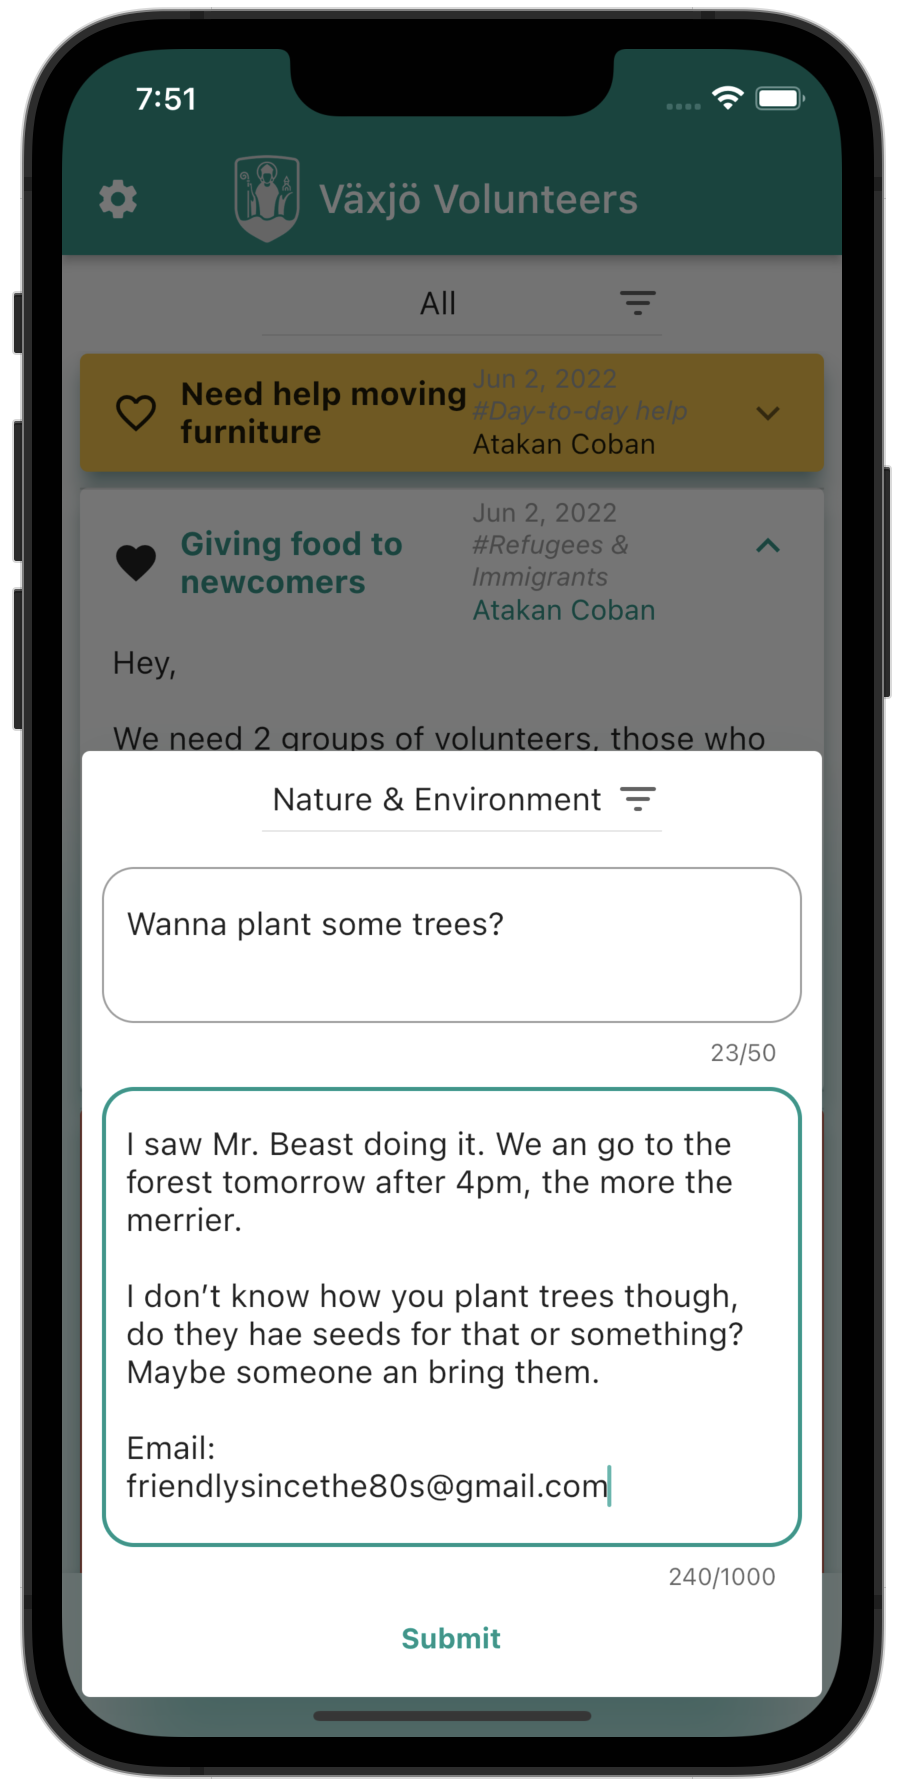 7:51
Växjö Volunteers
All
Need help moving
furniture
Jun 2, 2022
#Day-to-day help
Atakan Coban
Giving food to
newcomers
Jun 2, 2022
#Refugees &
Immigrants
Atakan Coban
Hey,
We need 2 groups of volunteers, those who
Nature & Environment
Wanna plant some trees?
23/50
I saw Mr. Beast doing it. We an go to the
forest tomorrow after 4pm, the more the
merrier.
I don’t know how you plant trees though,
do they hae seeds for that or something?
Maybe someone an bring them.
Email:
friendlysincethe80s@gmail.com
240/1000
Submit